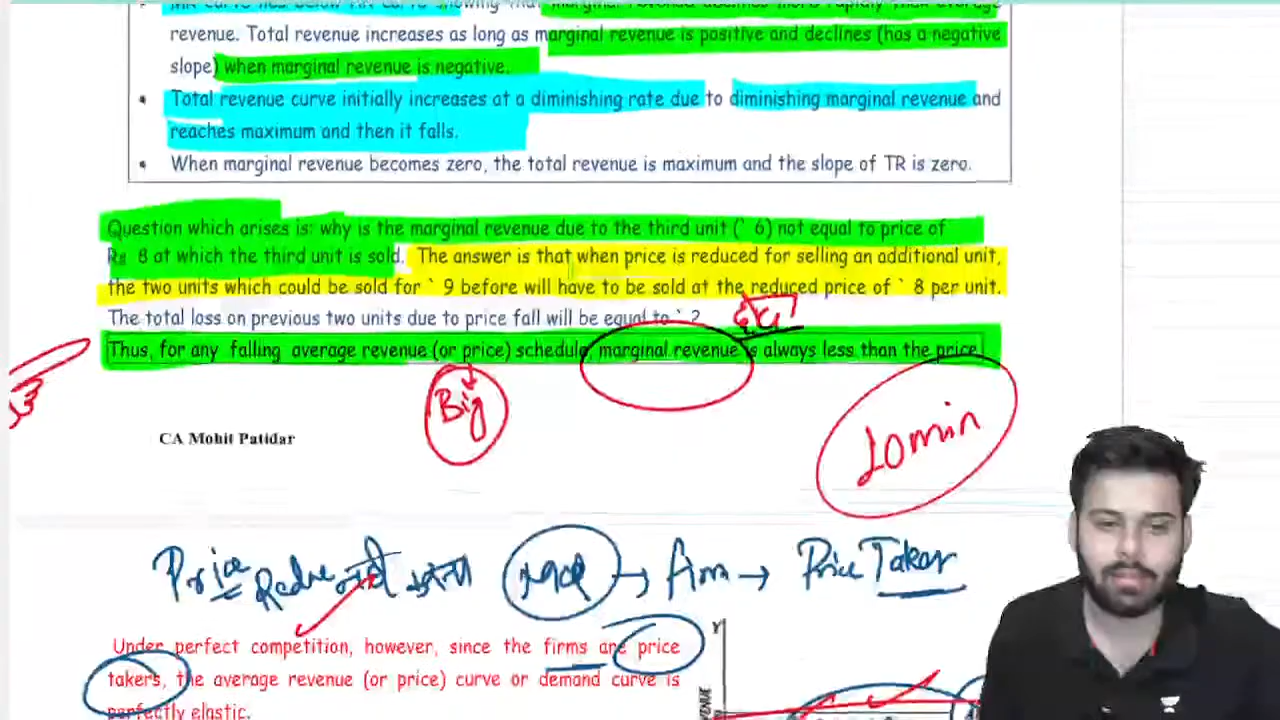 revenue. Total revenue increases as long as marginal revenue is positive and declines (has a negative
slope) when marginal revenue is negative.
• Total revenue curve initially increases at a diminishing rate due to diminishing marginal revenue and
reaches maximum and then it falls.
• When marginal revenue becomes zero, the total revenue is maximum and the slope of TR is zero.
Question which arises is: why is the marginal revenue due to the third unit (` 6) not equal to price of
Rs 8 at which the third unit is sold. The answer is that when price is reduced for selling an additional unit,
the two units which could be sold for ` 9 before will have to be sold at the reduced price of ` 8 per unit.
The total loss on previous two units due to price fall will be equal to ` 2
Thus, for any falling average revenue (or price) schedule, marginal revenue is always less than the price.
Big
10min
CA Mohit Patidar
Price firm → Price Taker
Under perfect competition, however, since the firms are price
takers, the average revenue (or price) curve or demand curve is
perfectly elastic.
Y